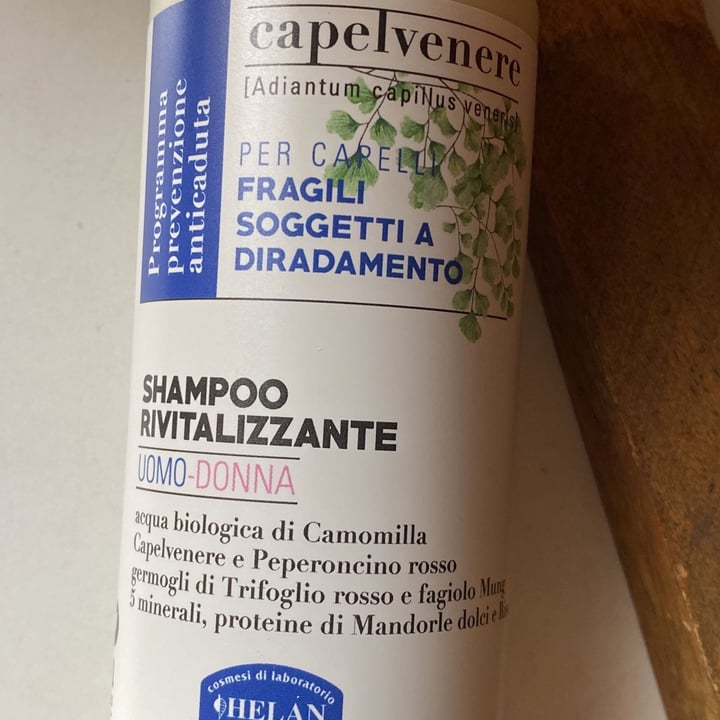 capelvenere
[Adiantum capillus veneris]
Programma
prevenzione
anticaduta
PER CAPELLI
FRAGILI
SOGGETTI A
DIRADAMENTO
SHAMPOO
RIVITALIZZANTE
UOMO-DONNA
acqua biologica di Camomilla
Capelvenere e Peperoncino rosso
germogli di Trifoglio rosso e fagiolo Mung
5 minerali, proteine di Mandorle dolci e
cosmesi di laboratorio
HELAN